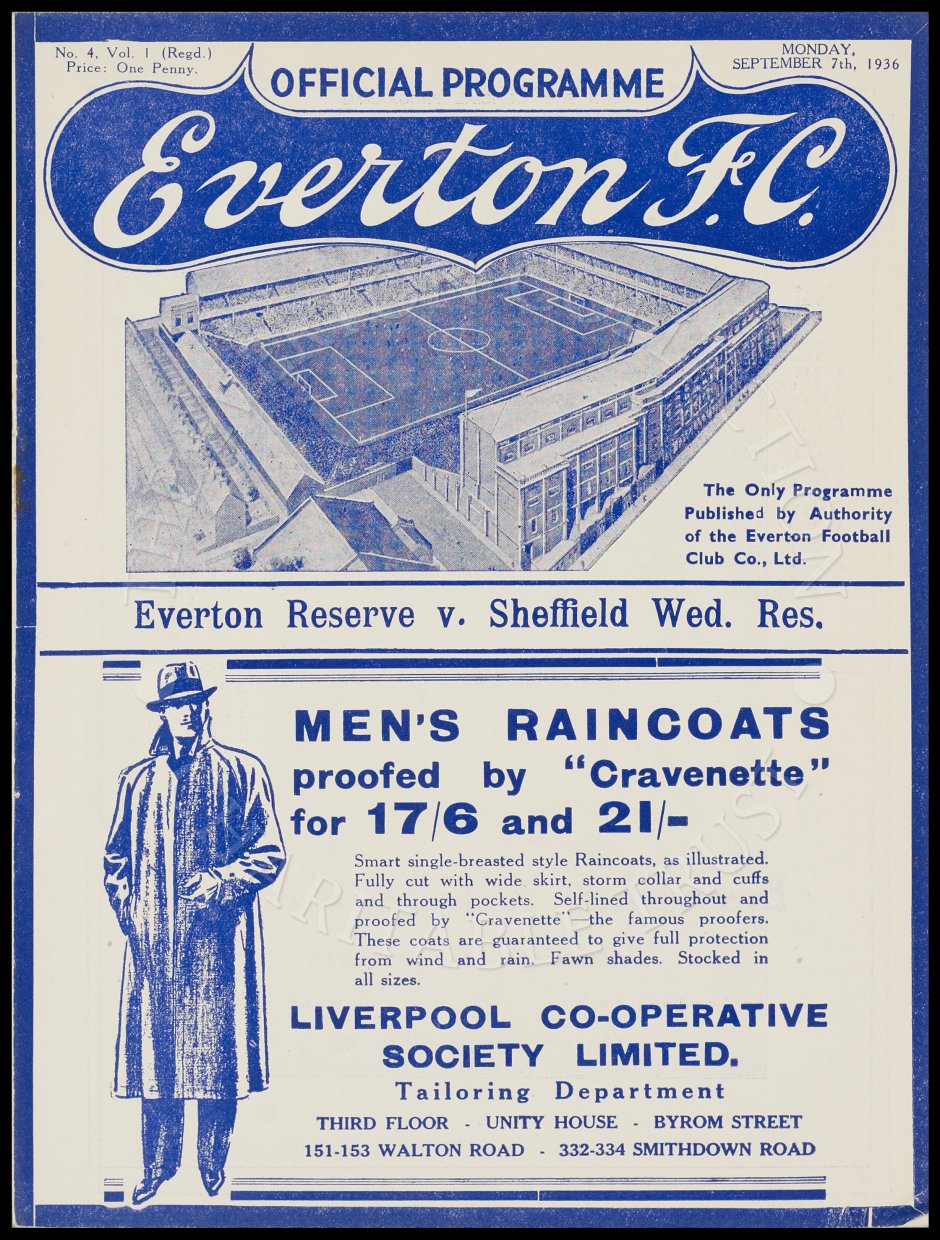 No. 4, Vol. 1 (Regd.)
Price: One Penny.
MONDAY,
SEPTEMBER 7th, 1936
OFFICIAL PROGRAMME
Everton F.C.
The Only Programme
Published by Authority
of the Everton Football
Club Co., Ltd.
Everton Reserve v. Sheffield Wed. Res.
MEN'S RAINCOATS
proofed by "Cravenette"
for 17/6 and 21/-
Smart single-breasted style Raincoats, as illustrated.
Fully cut with wide skirt, storm collar and cuffs
and through pockets. Self-lined throughout and
proofed by "Cravenette"—the famous proofers.
These coats are guaranteed to give full protection
from wind and rain. Fawn shades. Stocked in
all sizes.
LIVERPOOL CO-OPERATIVE
SOCIETY LIMITED.
Tailoring Department
THIRD FLOOR - UNITY HOUSE - BYROM STREET
151-153 WALTON ROAD - 332-334 SMITHDOWN ROAD
CHARITABLE TRUST